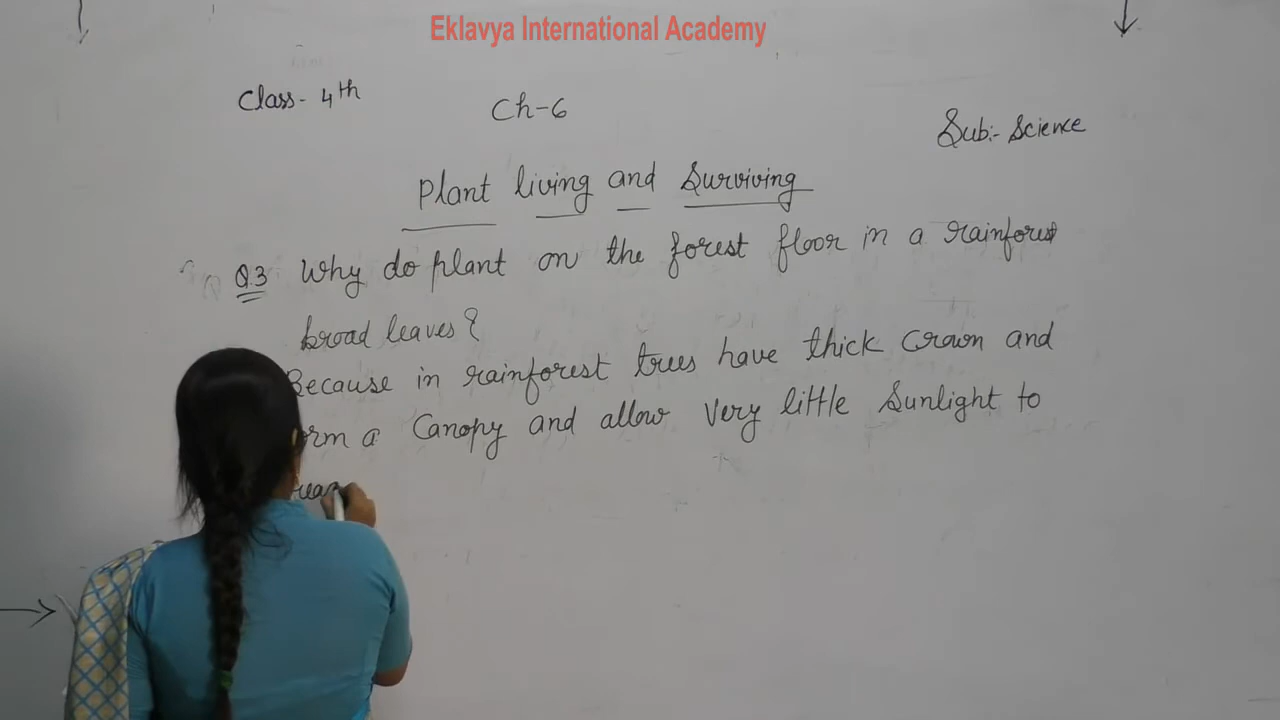 Eklavya International Academy
Class- 4th
Ch-6
Sub:- Science
Plant living and Surviving
Q.3 Why do plant on the forest floor in a rainforest
broad leaves?
Because in rainforest trees have thick Crown and
orm a Canopy and allow Very little Sunlight to